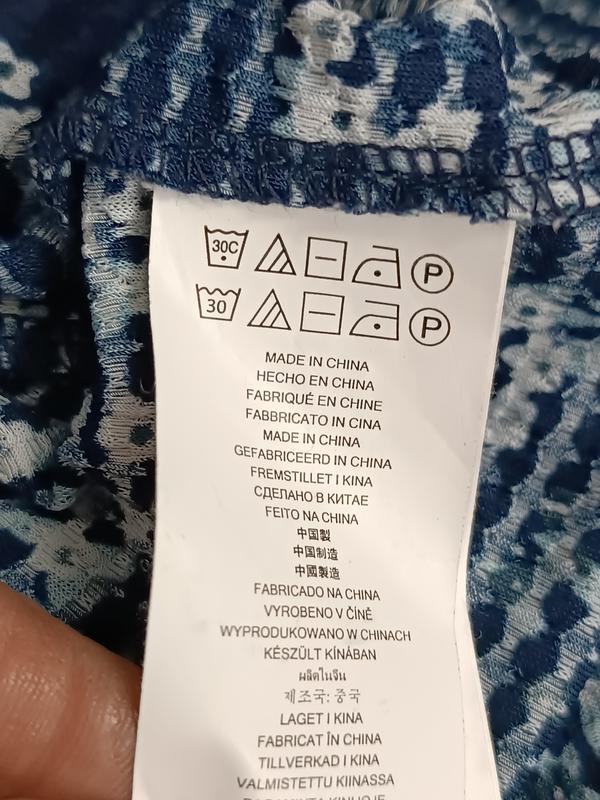 30C P
30 P
MADE IN CHINA
HECHO EN CHINA
FABRIQUÉ EN CHINE
FABBRICATO IN CINA
MADE IN CHINA
GEFABRICEERD IN CHINA
FREMSTILLET I KINA
СДЕЛАНО В КИТАЕ
FEITO NA CHINA
中国製
中国制造
中國製造
FABRICADO NA CHINA
VYROBENO V ČÍNĚ
WYPRODUKOWANO W CHINACH
KÉSZÜLT KÍNÁBAN
ผลิตในจีน
제조국: 중국
LAGET I KINA
FABRICAT ÎN CHINA
TILLVERKAD I KINA
VALMISTETTU KIINASSA